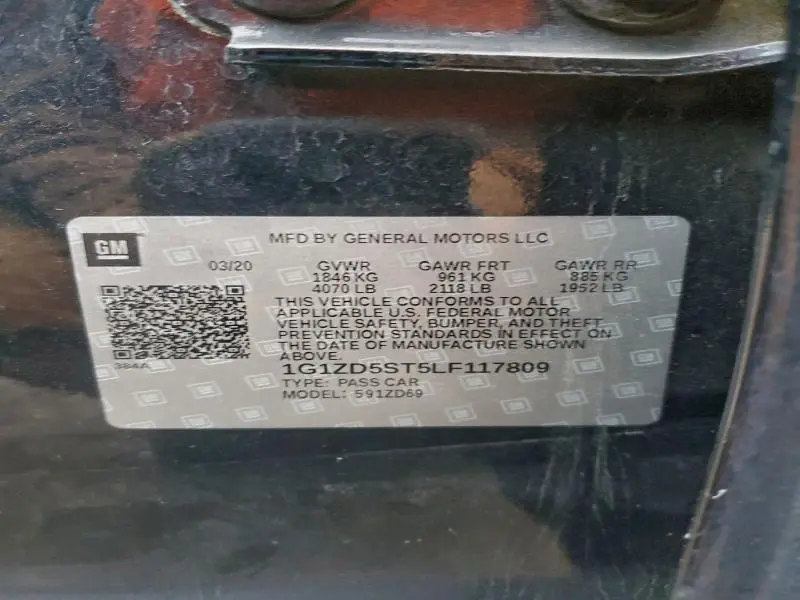 GM
MFD BY GENERAL MOTORS LLC
03/20 GVWR GAWR FRT GAWR RR
1846 KG 961 KG 885 KG
4070 LB 2118 LB 1952 LB
THIS VEHICLE CONFORMS TO ALL
APPLICABLE U.S. FEDERAL MOTOR
VEHICLE SAFETY, BUMPER, AND THEFT
PREVENTION STANDARDS IN EFFECT ON
THE DATE OF MANUFACTURE SHOWN
ABOVE.
384A
1G1ZD5ST5LF117809
TYPE: PASS CAR
MODEL: 591ZD69